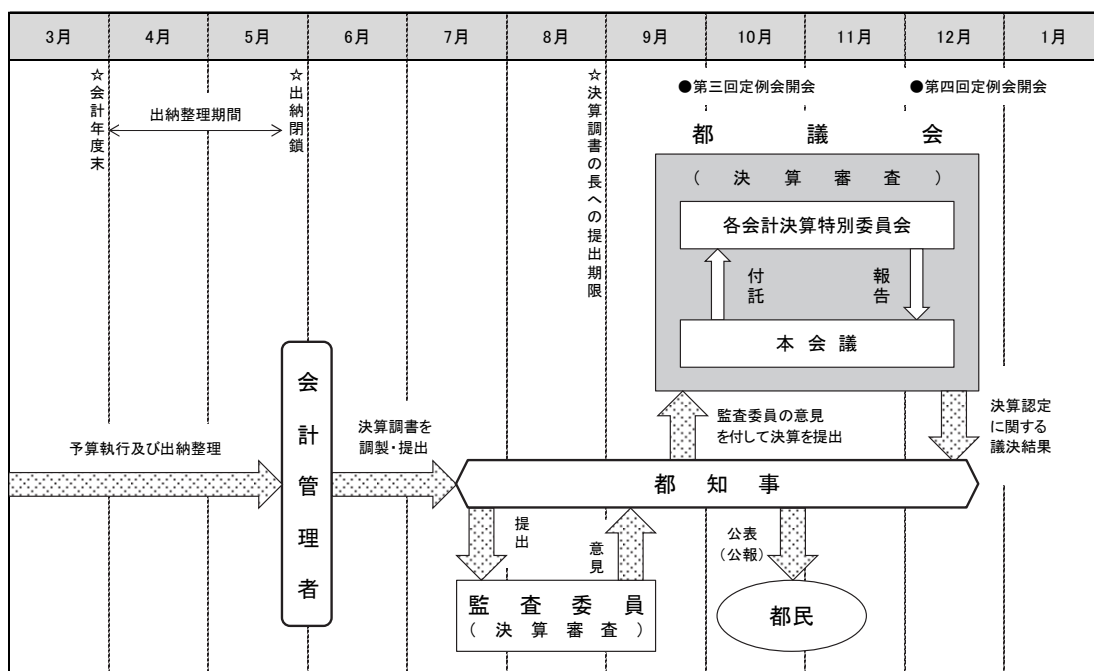 3月 4月 5月 6月 7月 8月 9月 10月 11月 12月 1月
☆会計年度末
出納整理期間
☆出納閉鎖
☆決算調書の長への提出期限
●第三回定例会開会
●第四回定例会開会
都議会
(決算審査)
各会計決算特別委員会
付託
報告
本会議
会計管理者
予算執行及び出納整理
決算調書を
調製・提出
監査委員の意見
を付して決算を提出
決算認定
に関する
議決結果
都知事
提出
意見
公表
(公報)
監査委員
(決算審査)
都民